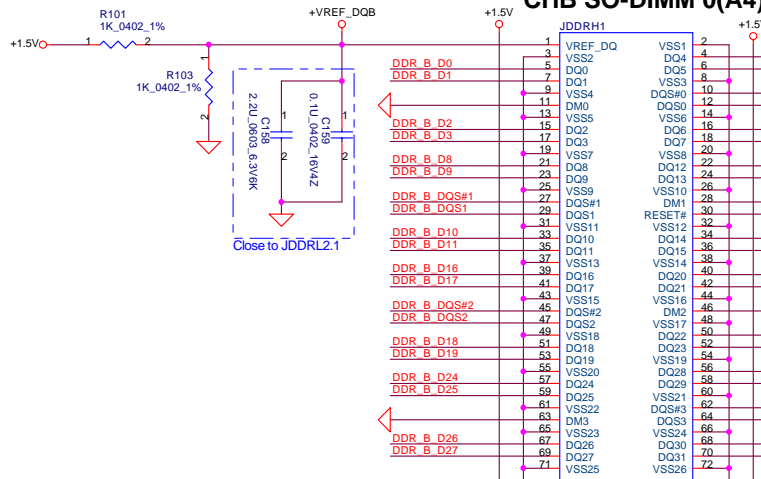 CHB SO-DIMM 0(A4)
R101
1K_0402_1%
+VREF_DQB
+1.5V
+1.5V
+1.5V
1
2
JDDRH1
R103
1K_0402_1%
1
2
C158
2.2U_0603_6.3V6K
1
2
C159
0.1U_0402_16V4Z
1
2
Close to JDDRL2.1
1 VREF_DQ VSS1 2
3 VSS2 DQ4 4
DDR_B_D0 5 DQ0 DQ5 6
DDR_B_D1 7 DQ1 VSS3 8
9 VSS4 DQS#0 10
11 DM0 DQS0 12
13 VSS5 VSS6 14
DDR_B_D2 15 DQ2 DQ6 16
DDR_B_D3 17 DQ3 DQ7 18
19 VSS7 VSS8 20
DDR_B_D8 21 DQ8 DQ12 22
DDR_B_D9 23 DQ9 DQ13 24
25 VSS9 VSS10 26
DDR_B_DQS#1 27 DQS#1 DM1 28
DDR_B_DQS1 29 DQS1 RESET# 30
31 VSS11 VSS12 32
DDR_B_D10 33 DQ10 DQ14 34
DDR_B_D11 35 DQ11 DQ15 36
37 VSS13 VSS14 38
DDR_B_D16 39 DQ16 DQ20 40
DDR_B_D17 41 DQ17 DQ21 42
43 VSS15 VSS16 44
DDR_B_DQS#2 45 DQS#2 DM2 46
DDR_B_DQS2 47 DQS2 VSS17 48
49 VSS18 DQ22 50
DDR_B_D18 51 DQ18 DQ23 52
DDR_B_D19 53 DQ19 VSS19 54
55 VSS20 DQ28 56
DDR_B_D24 57 DQ24 DQ29 58
DDR_B_D25 59 DQ25 VSS21 60
61 VSS22 DQS#3 62
63 DM3 DQS3 64
65 VSS23 VSS24 66
DDR_B_D26 67 DQ26 DQ30 68
DDR_B_D27 69 DQ27 DQ31 70
71 VSS25 VSS26 72